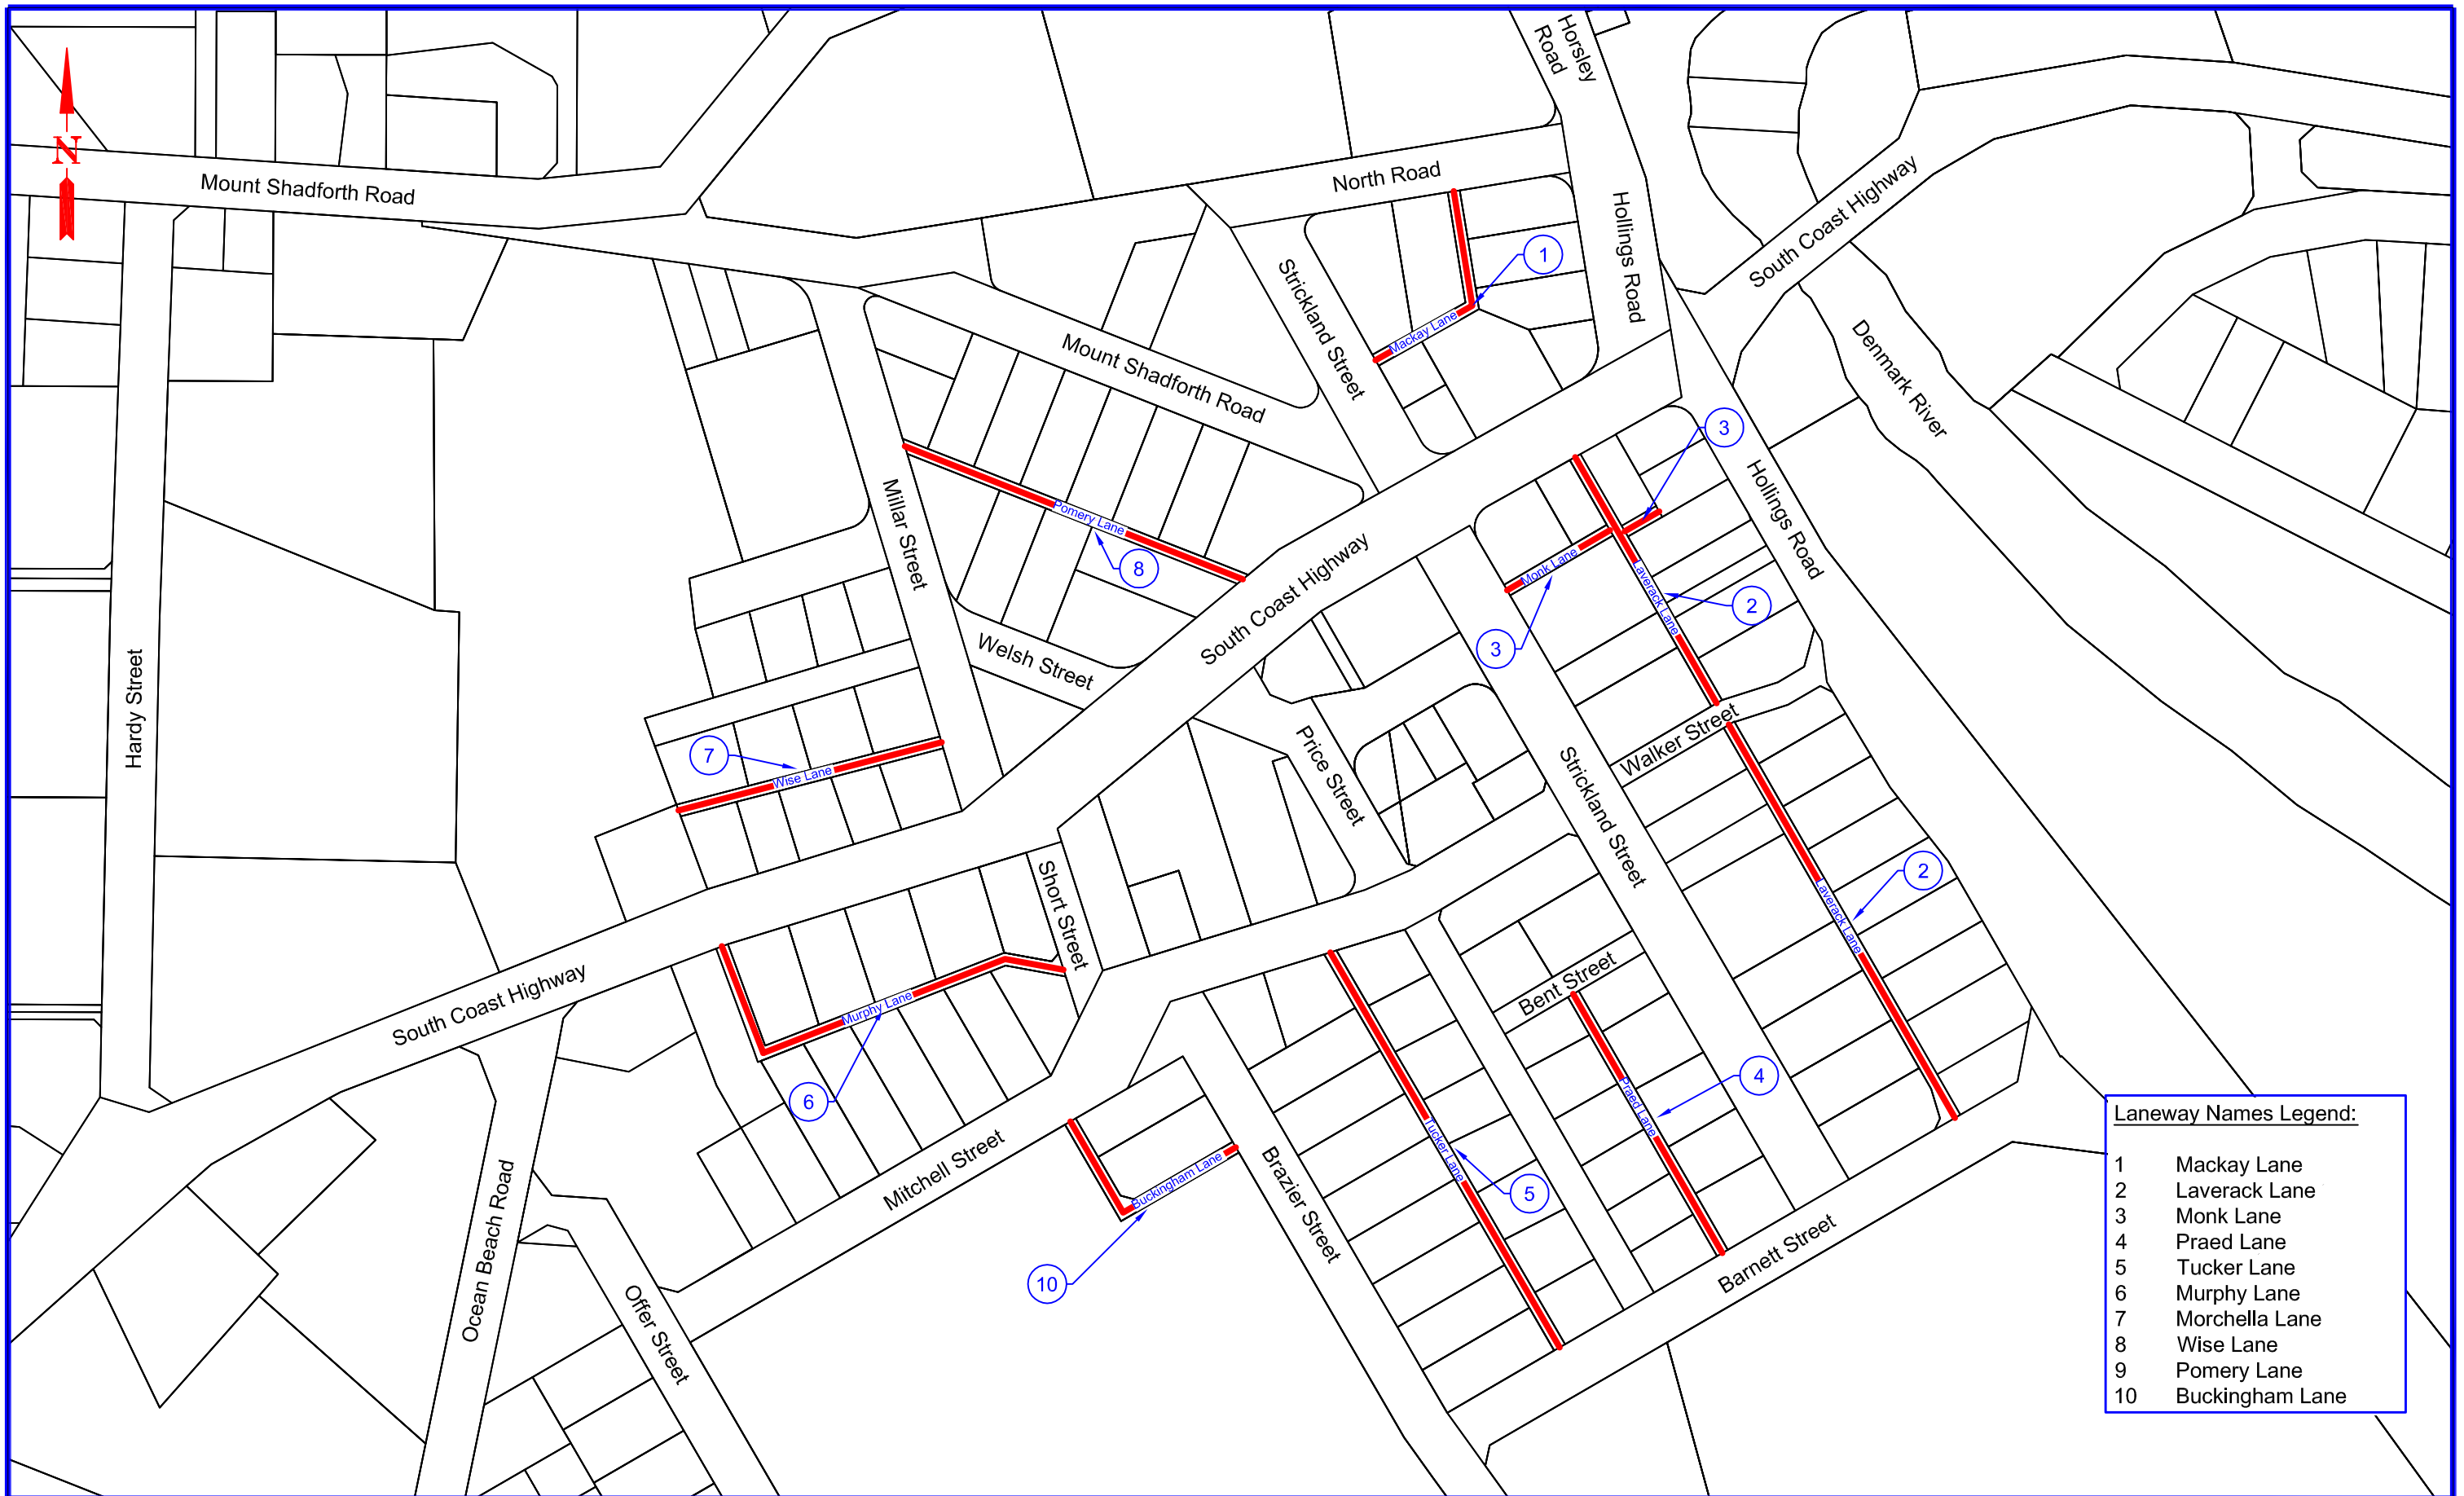 Horsley
Road
N
Mount Shadforth Road
North Road
Hollings Road
South Coast Highway
Strickland Street
1
Mackay Lane
Denmark River
Mount Shadforth Road
3
Hollings Road
Millar Street
Pomery Lane
8
Monk Lane
Laverack Lane
2
3
South Coast Highway
Welsh Street
Hardy Street
7
Wise Lane
Price Street
Walker Street
Strickland Street
2
Laverack Lane
Short Street
South Coast Highway
Murphy Lane
6
Bent Street
4
Praed Lane
Mitchell Street
Buckingham Lane
10
Brazier Street
Tucker Lane
5
Barnett Street
Ocean Beach Road
Offer Street
Laneway Names Legend:
1 Mackay Lane
2 Laverack Lane
3 Monk Lane
4 Praed Lane
5 Tucker Lane
6 Murphy Lane
7 Morchella Lane
8 Wise Lane
9 Pomery Lane
10 Buckingham Lane